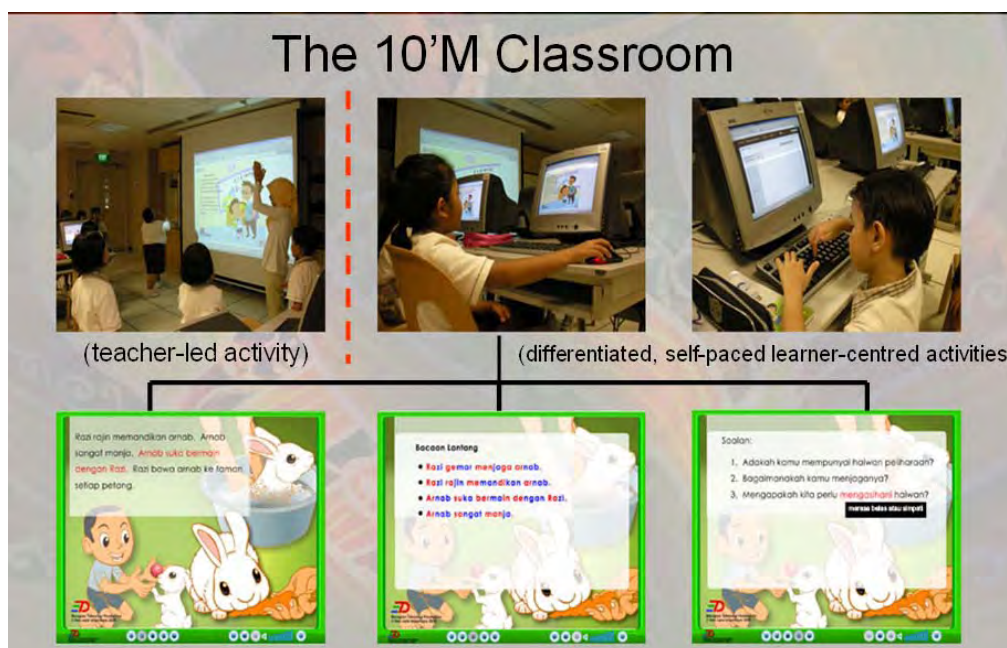 The 10’M Classroom
(teacher-led activity)
(differentiated, self-paced learner-centred activities
Razi rajin memandikan arnab. Arnab
sangat manja. Arnab suka bermain
dengan Razi. Razi bawa arnab ke taman
setiap petang.
Bacaan Lantang
• Razi gemar menjaga arnab.
• Razi rajin memandikan arnab.
• Arnab suka bermain dengan Razi.
• Arnab sangat manja.
Soalan:
1. Adakah kamu mempunyai haiwan peliharaan?
2. Bagaimanakah kamu menjaganya?
3. Mengapakah kita perlu mengasihani haiwan?
merasa belas atau simpati